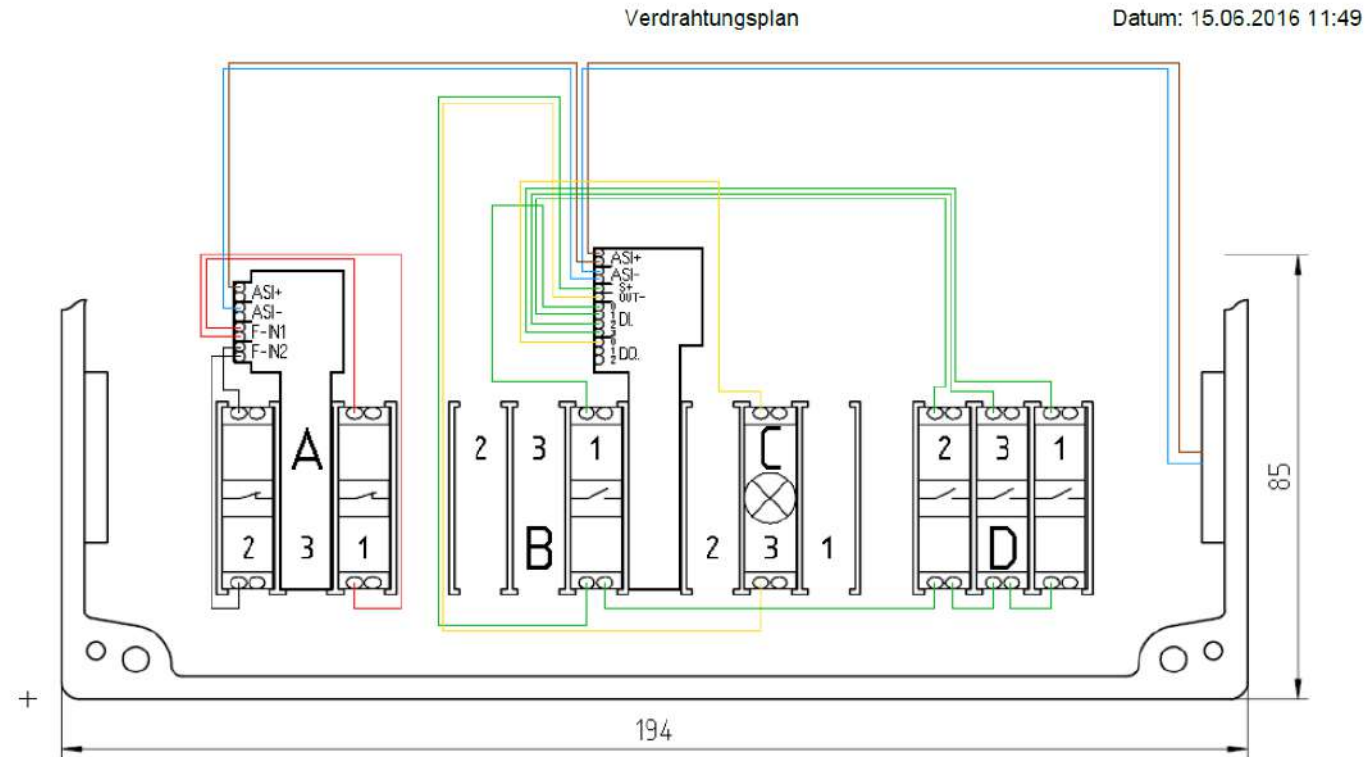 Verdrahtungsplan
Datum: 15.06.2016 11:49
ASI+
ASI-
F-IN1
F-IN2
ASI+
ASI-
S+
OUT-
0
1 DI.
2
3
0
1 DO.
2
A
2 3 1
2 3 1
B
C
2 3 1
2 3 1
D
85
194